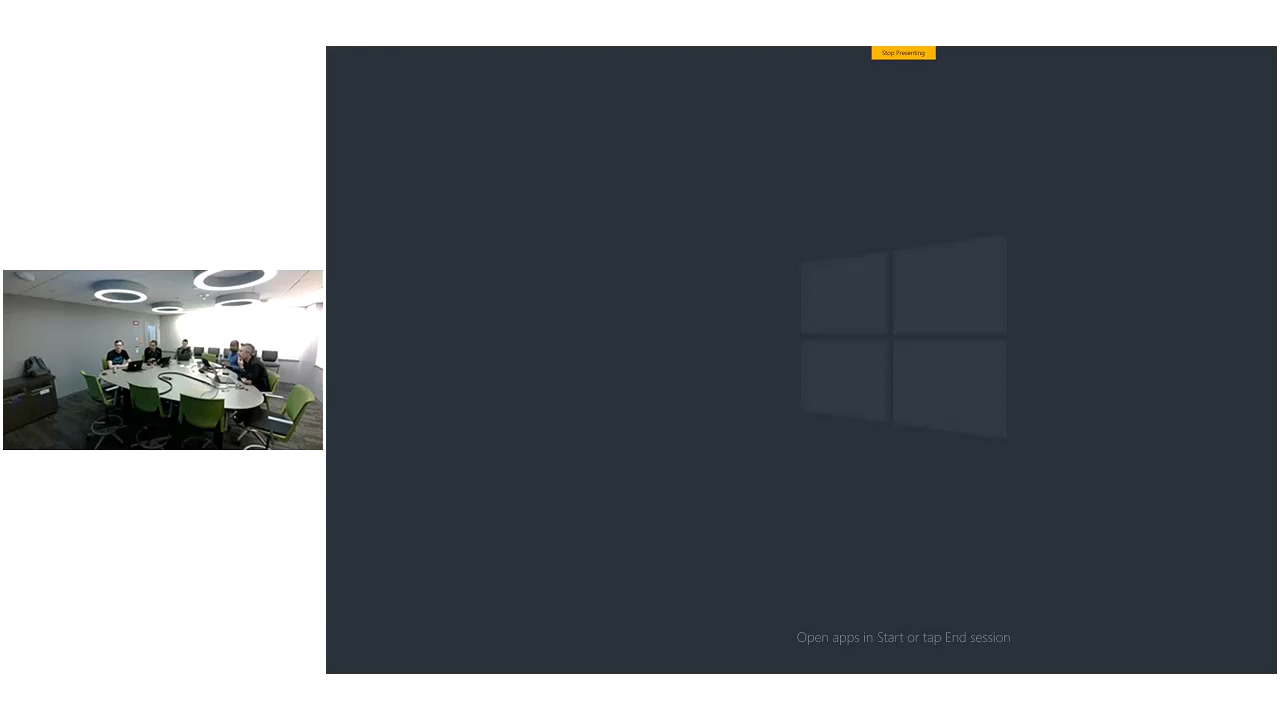 Stop Presenting
Open apps in Start or tap End session